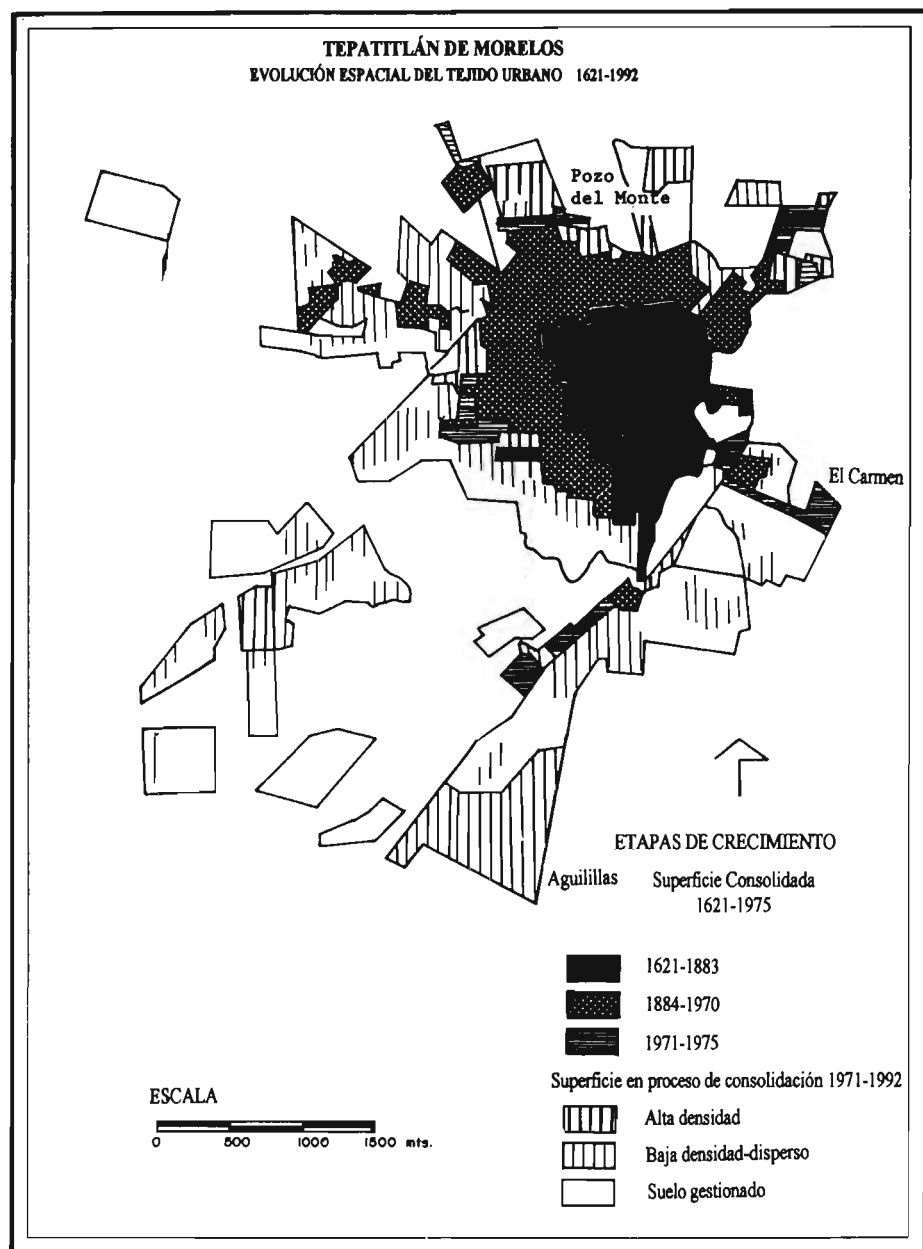 TEPATITLÁN DE MORELOS
EVOLUCIÓN ESPACIAL DEL TEJIDO URBANO 1621-1992
Pozo
del Monte
El Carmen
Aguilillas
ETAPAS DE CRECIMIENTO
Superficie Consolidada
1621-1975
1621-1883
1884-1970
1971-1975
Superficie en proceso de consolidación 1971-1992
Alta densidad
Baja densidad-disperso
Suelo gestionado
ESCALA
0 500 1000 1500 mts.